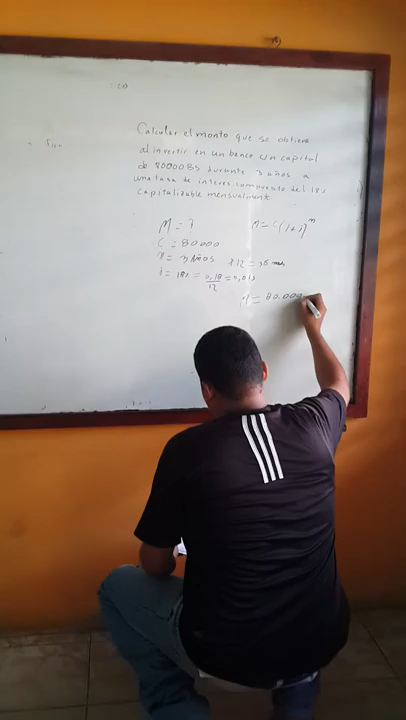 Calcular el monto que se obtiene
al invertir en un banco un capital
de 80000 Bs durante 3 años a
una tasa de interes compuesto del 18%
capitalizable mensualmente
M = ? M = C(1+i)^n
C = 80.000
n = 3 AÑOS x 12 = 36 mes
i = 18% = 0,18/12 = 0,015
M = 80.000